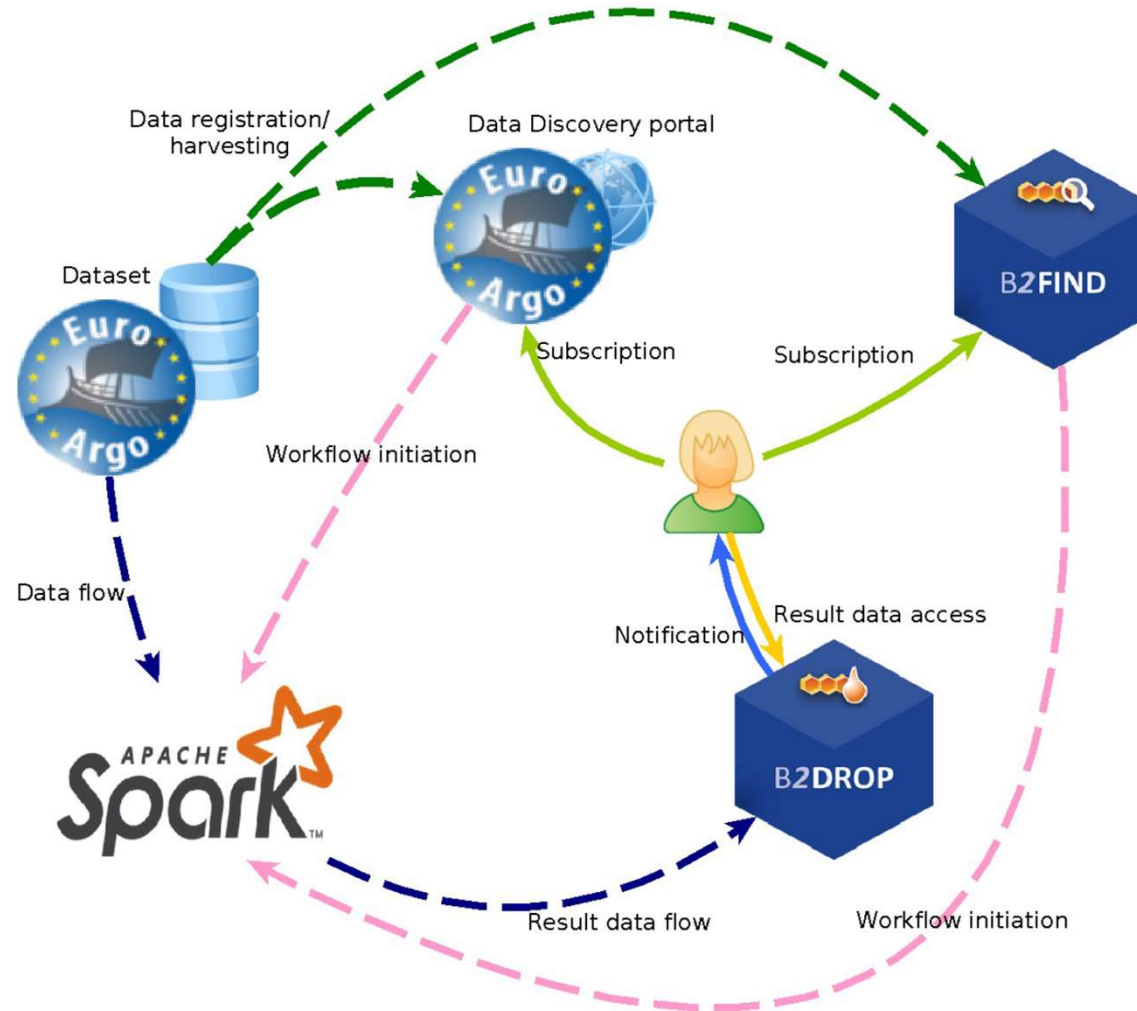 Data registration/
harvesting
Data Discovery portal
Euro
Argo
B2FIND
Dataset
Euro
Argo
Subscription
Subscription
Workflow initiation
Data flow
Notification
Result data access
APACHE
Spark™
B2DROP
Result data flow
Workflow initiation